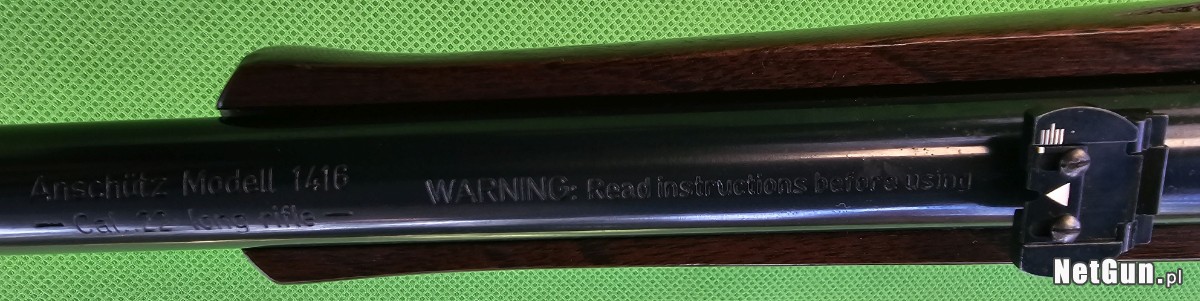 Anschütz Modell 1416
— Cal. 22 long rifle —
WARNING: Read instructions before using
NetGun.pl